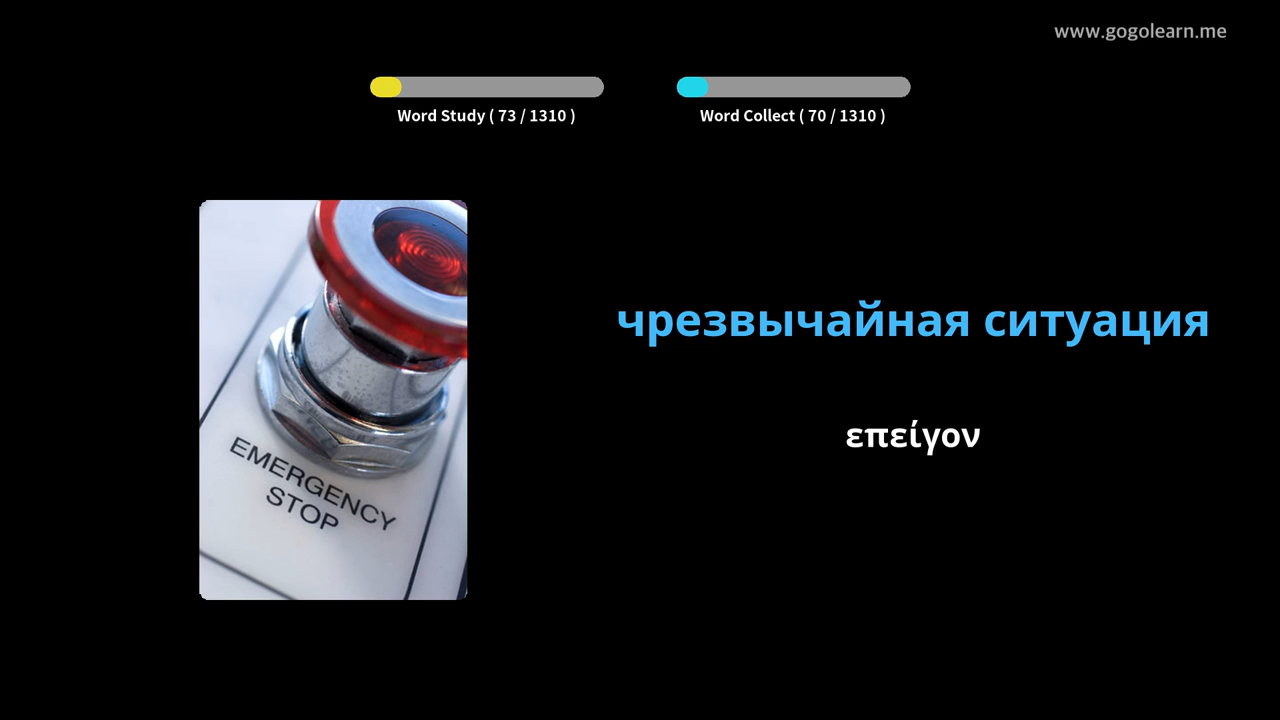 www.gogolearn.me
Word Study ( 73 / 1310 )
Word Collect ( 70 / 1310 )
чрезвычайная ситуация
επείγον
EMERGENCY
STOP